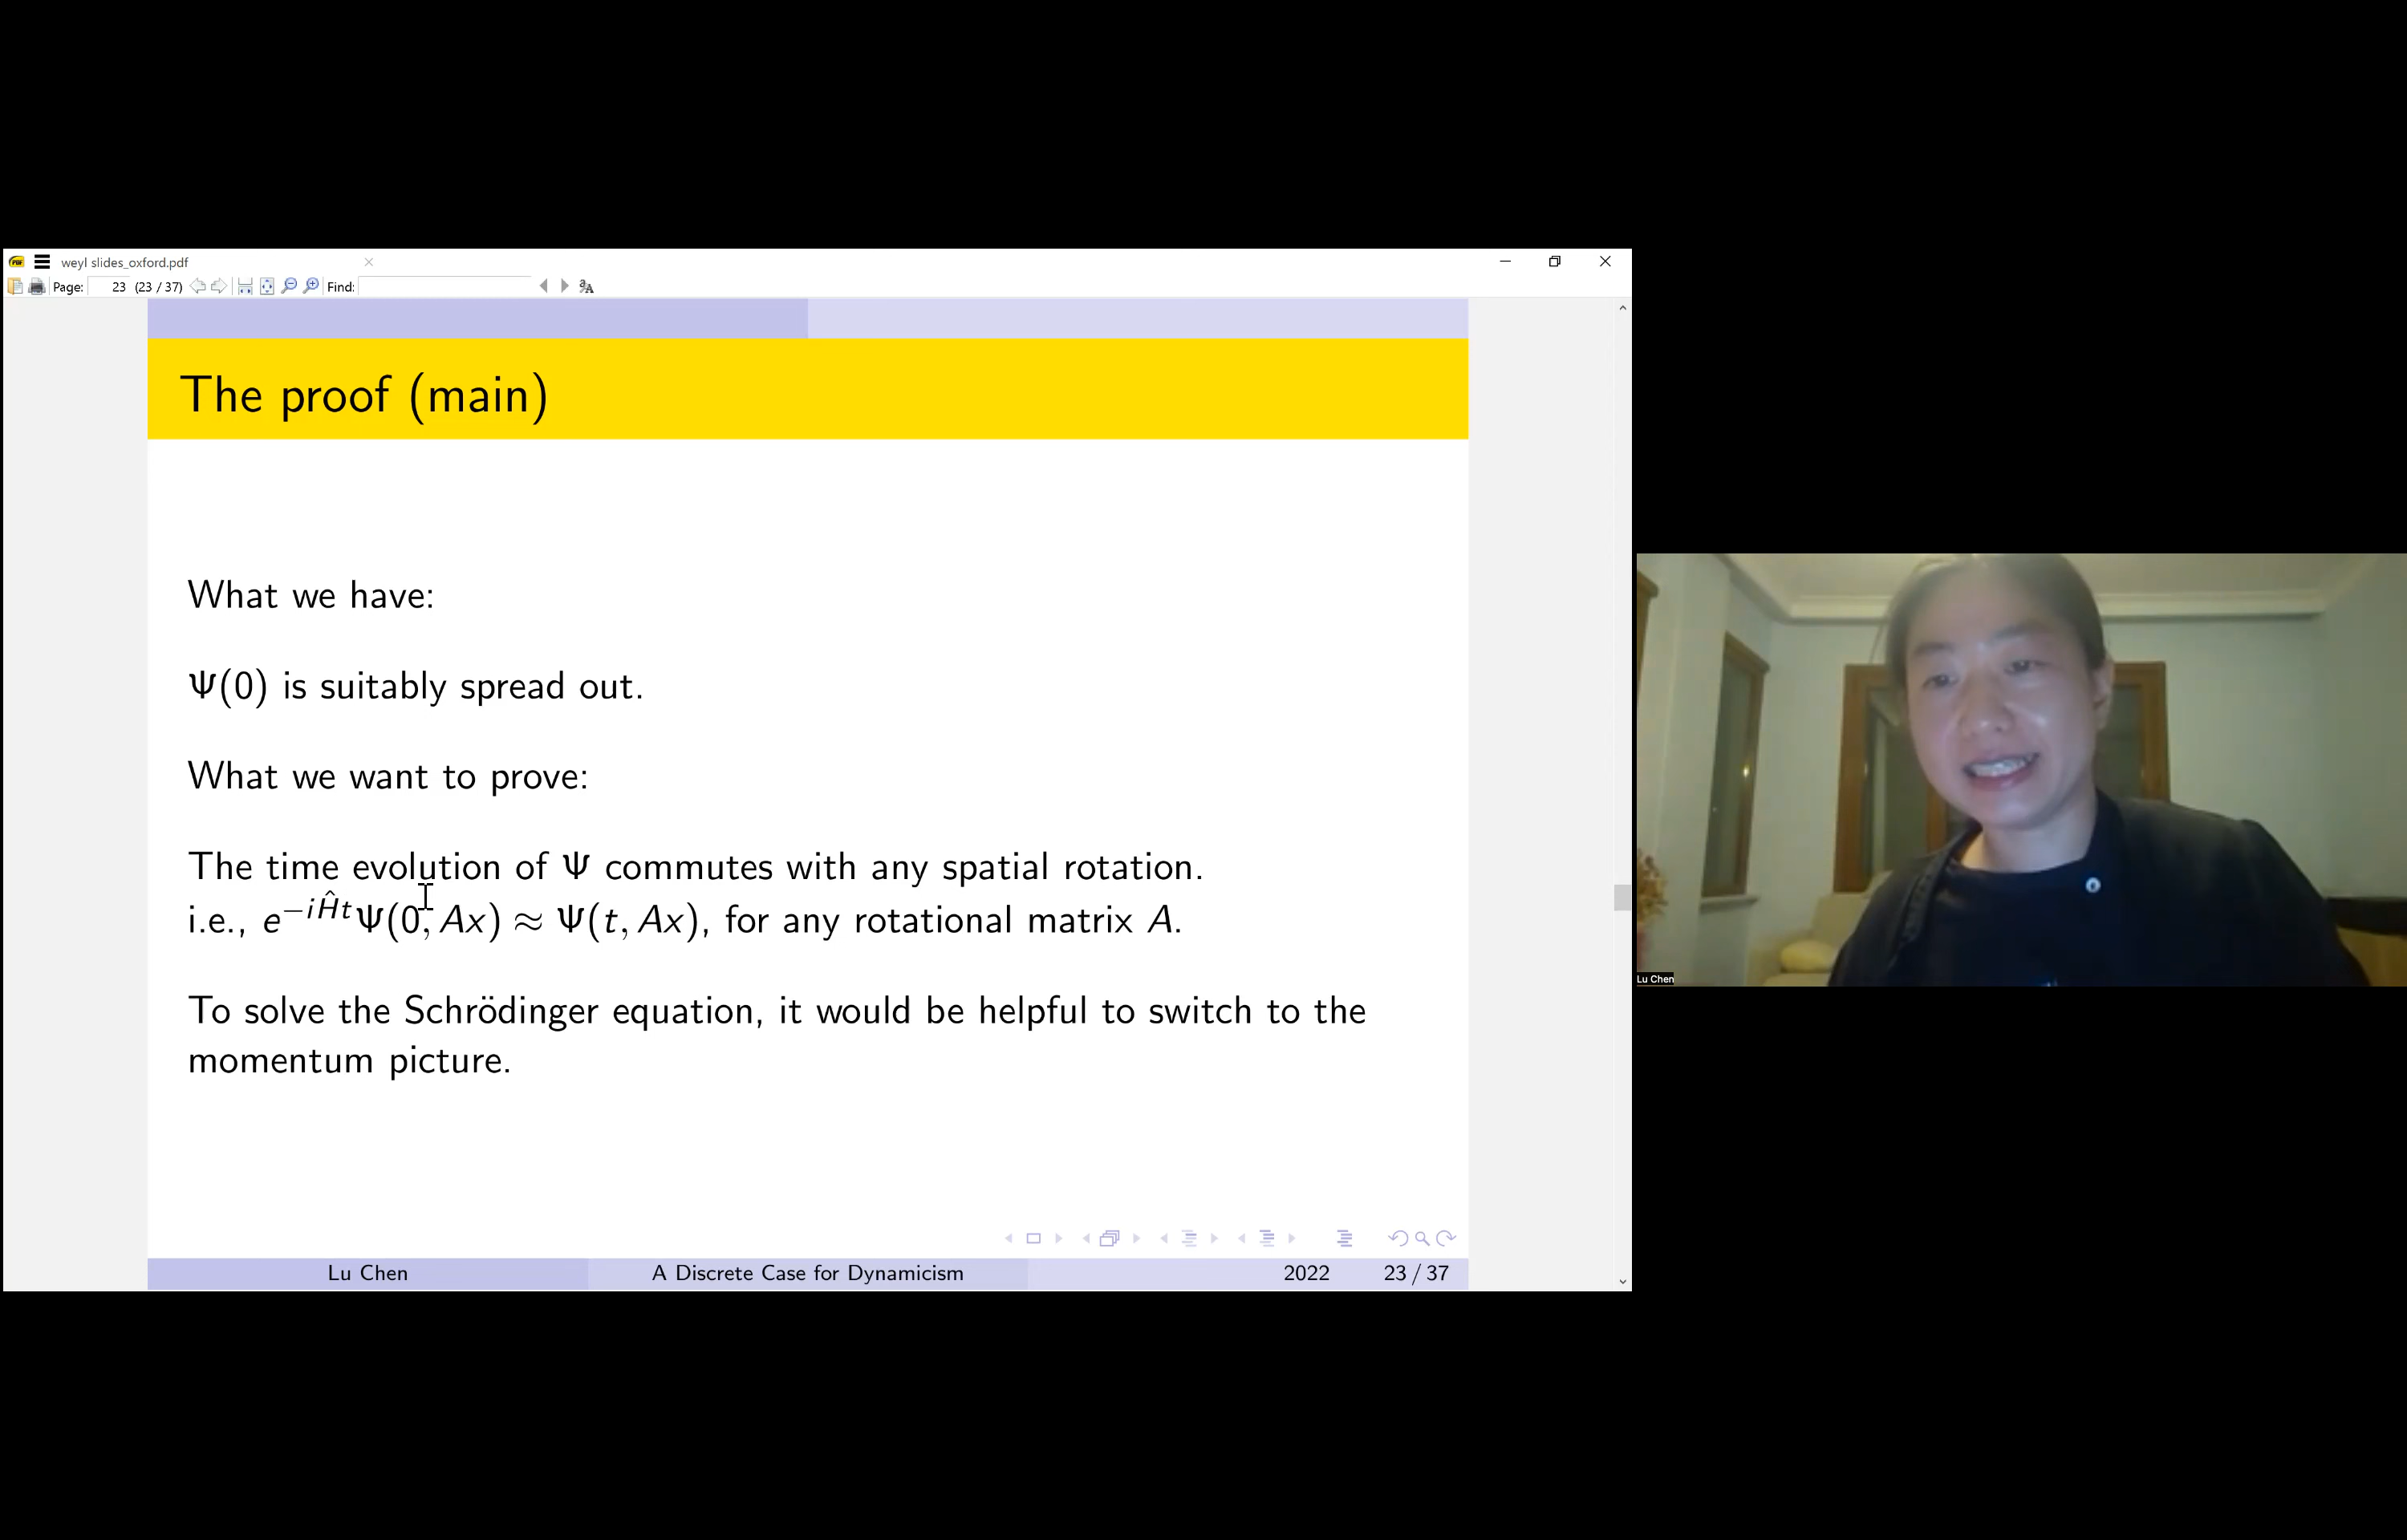 weyl slides_oxford.pdf
Page: 23 (23 / 37) Find:
The proof (main)
What we have:
Ψ(0) is suitably spread out.
What we want to prove:
The time evolution of Ψ commutes with any spatial rotation.
i.e., e^{−iĤt}Ψ(0, Ax) ≈ Ψ(t, Ax), for any rotational matrix A.
To solve the Schrödinger equation, it would be helpful to switch to the
momentum picture.
Lu Chen A Discrete Case for Dynamicism 2022 23 / 37
Lu Chen